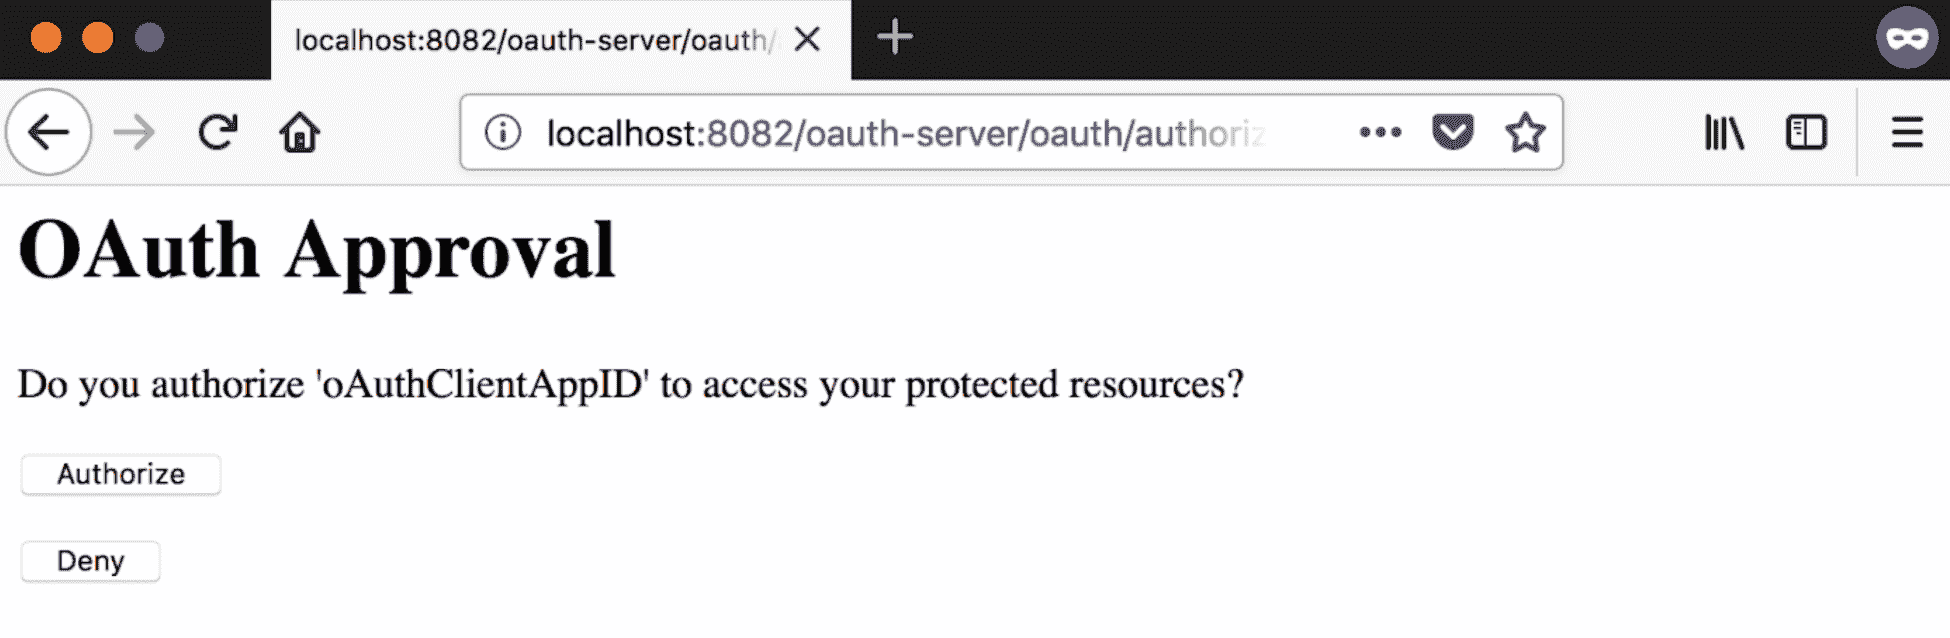 localhost:8082/oauth-server/oauth/
localhost:8082/oauth-server/oauth/authoriz
OAuth Approval
Do you authorize 'oAuthClientAppID' to access your protected resources?
Authorize
Deny